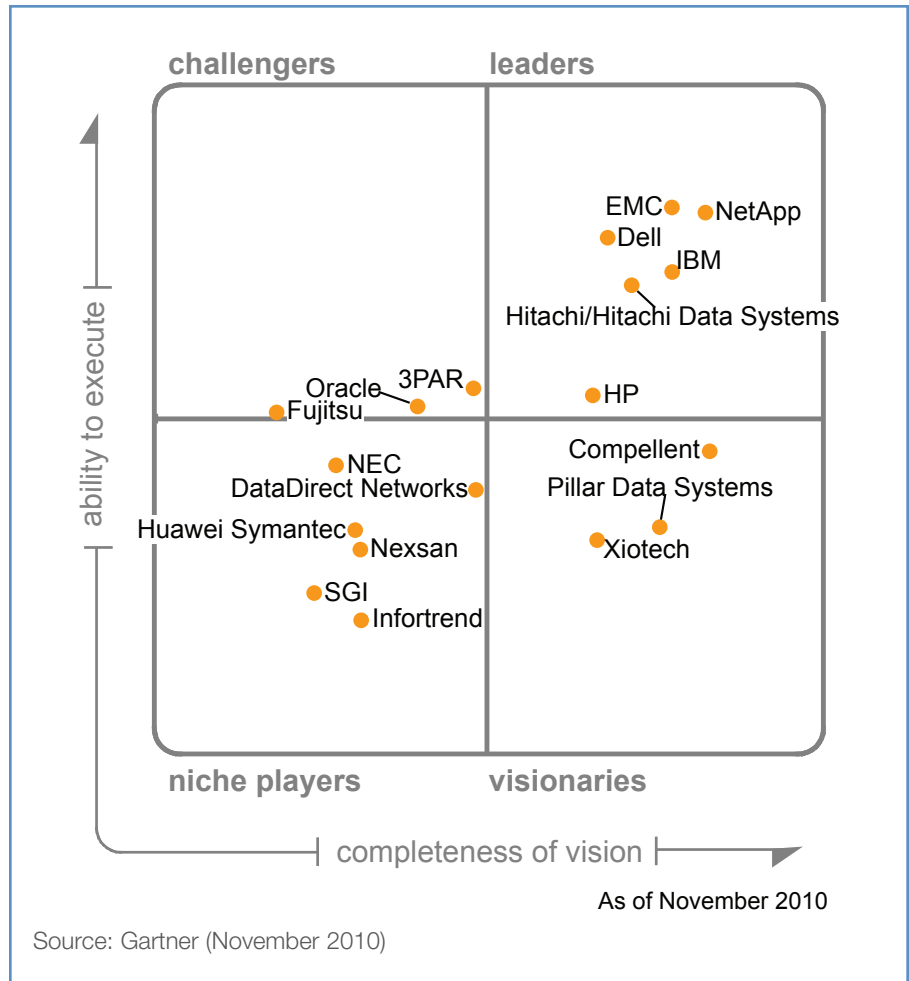 challengers
leaders
EMC
NetApp
Dell
IBM
Hitachi/Hitachi Data Systems
3PAR
Oracle
HP
Fujitsu
ability to execute
Compellent
NEC
DataDirect Networks
Pillar Data Systems
Huawei Symantec
Nexsan
Xiotech
SGI
Infortrend
niche players
visionaries
completeness of vision
As of November 2010
Source: Gartner (November 2010)